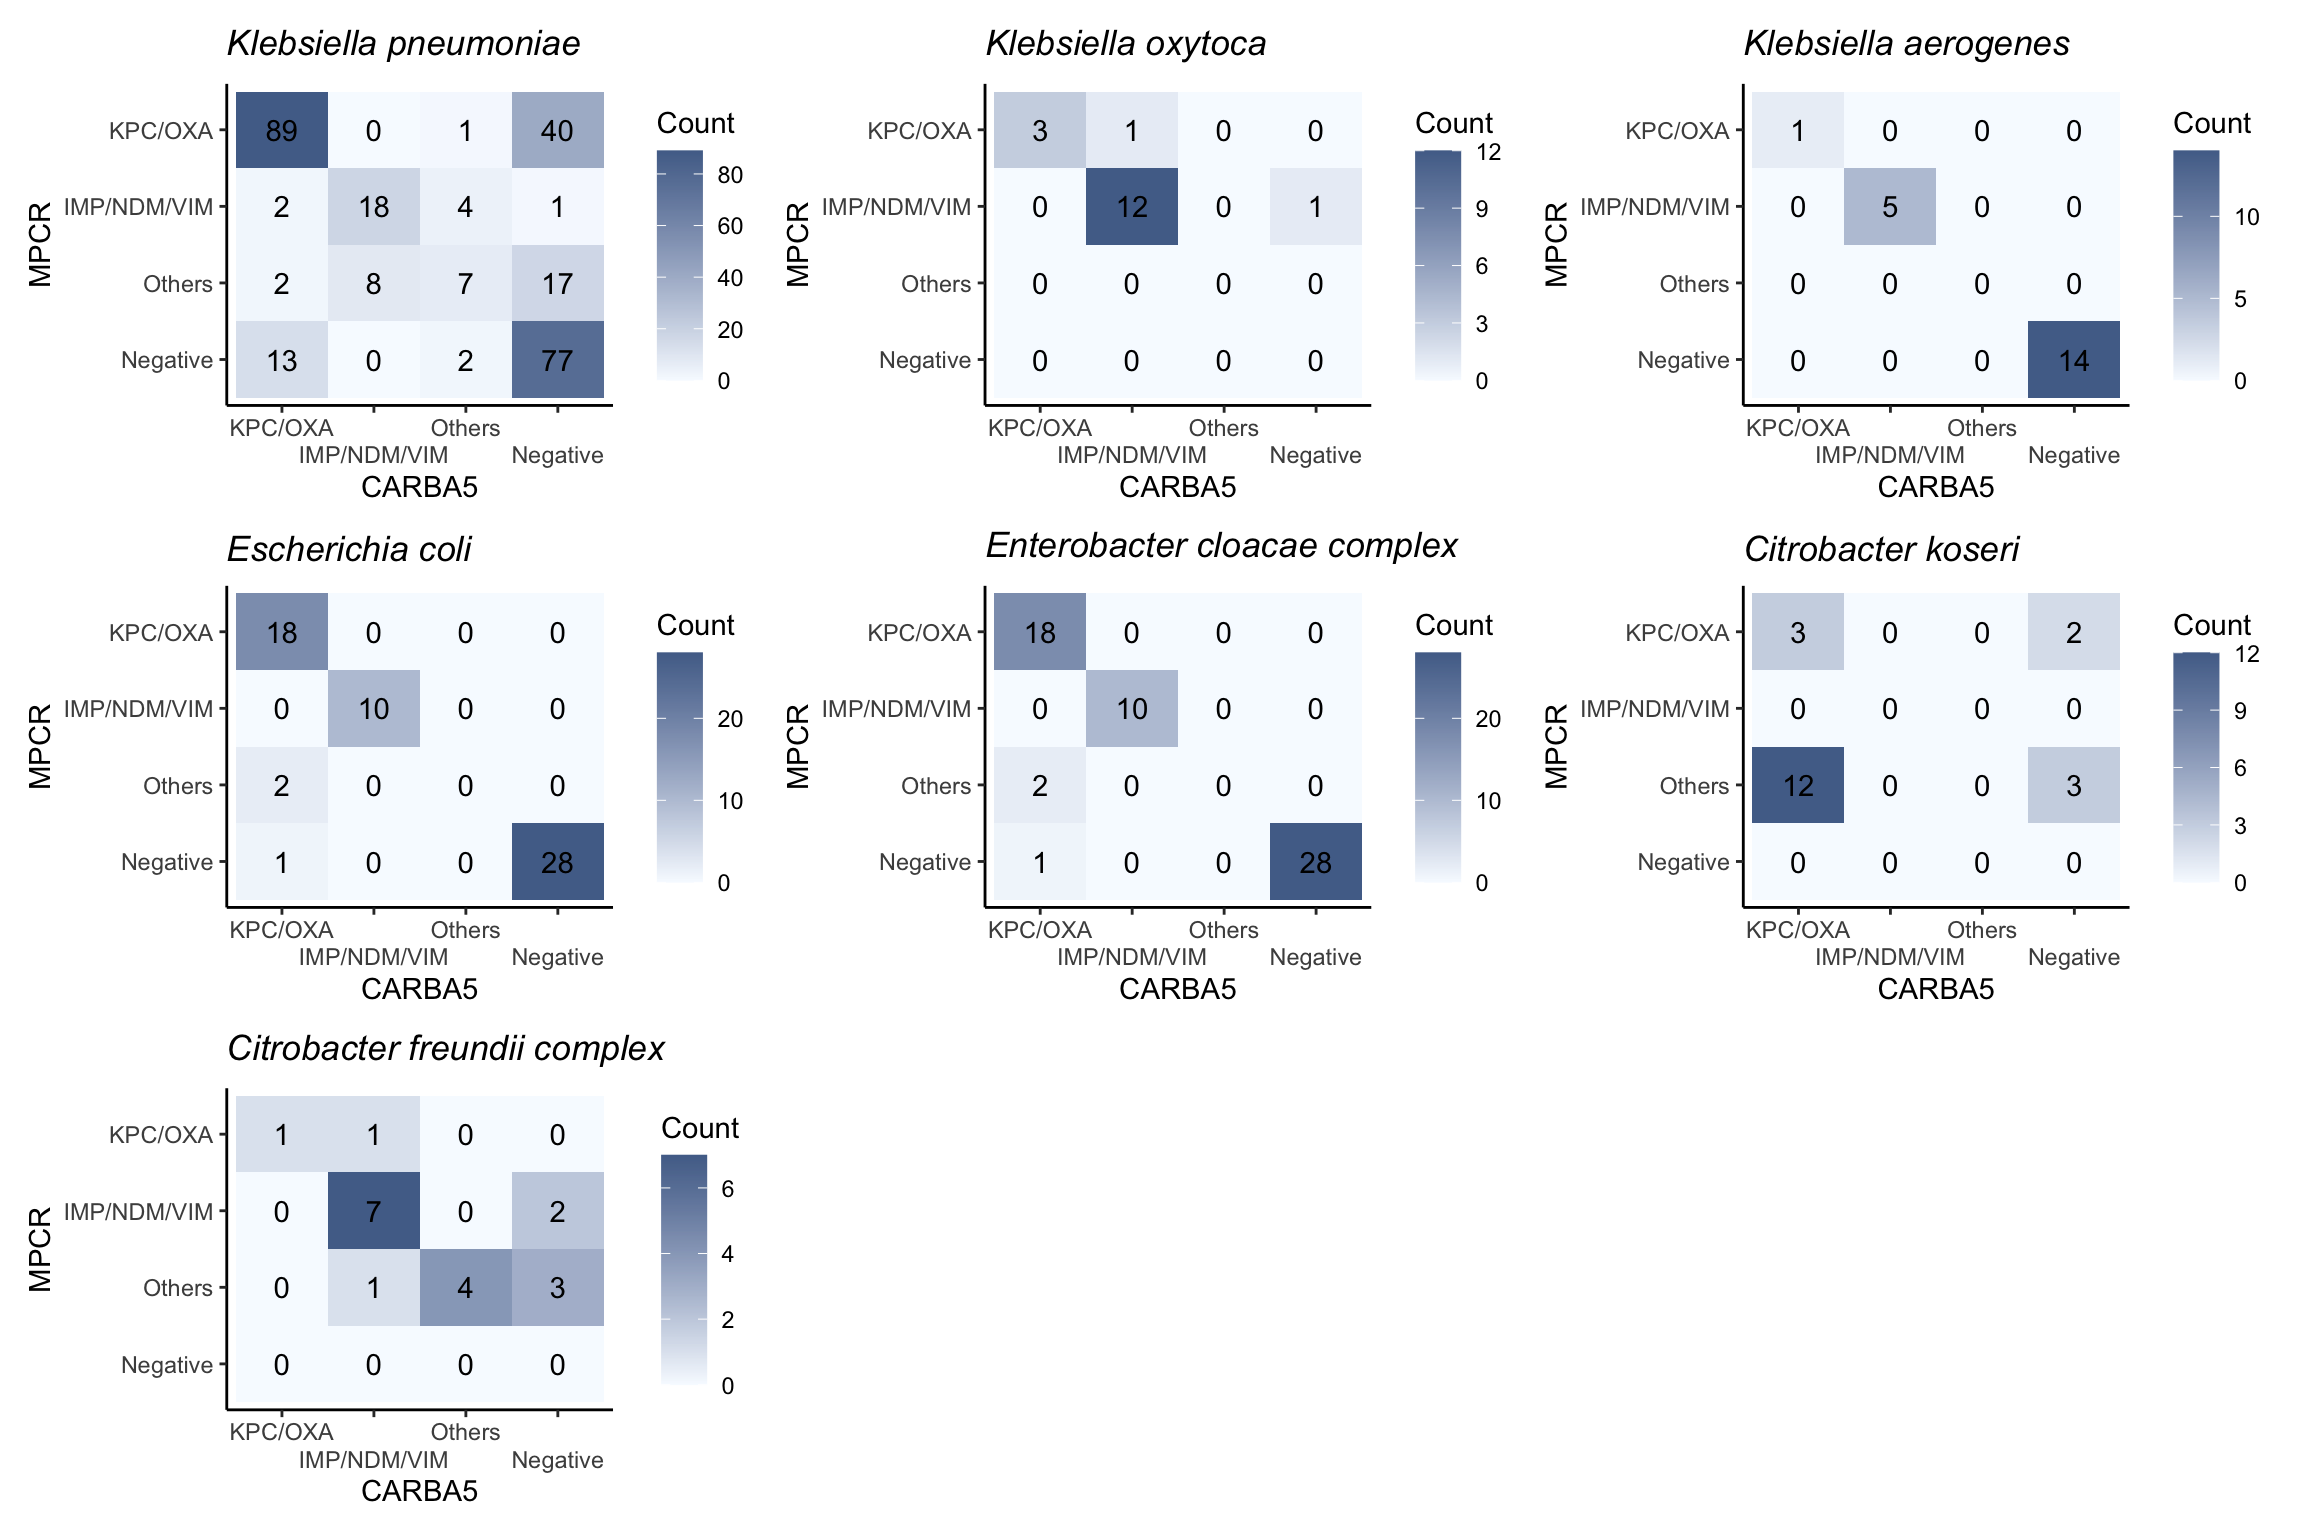 Klebsiella pneumoniae
Count
MPCR
KPC/OXA 89 0 1 40
IMP/NDM/VIM 2 18 4 1
Others 2 8 7 17
Negative 13 0 2 77
80
60
40
20
0
KPC/OXA Others
IMP/NDM/VIM Negative
CARBA5
Klebsiella oxytoca
Count
MPCR
KPC/OXA 3 1 0 0
IMP/NDM/VIM 0 12 0 1
Others 0 0 0 0
Negative 0 0 0 0
12
9
6
3
0
KPC/OXA Others
IMP/NDM/VIM Negative
CARBA5
Klebsiella aerogenes
Count
MPCR
KPC/OXA 1 0 0 0
IMP/NDM/VIM 0 5 0 0
Others 0 0 0 0
Negative 0 0 0 14
10
5
0
KPC/OXA Others
IMP/NDM/VIM Negative
CARBA5
Escherichia coli
Count
MPCR
KPC/OXA 18 0 0 0
IMP/NDM/VIM 0 10 0 0
Others 2 0 0 0
Negative 1 0 0 28
20
10
0
KPC/OXA Others
IMP/NDM/VIM Negative
CARBA5
Enterobacter cloacae complex
Count
MPCR
KPC/OXA 18 0 0 0
IMP/NDM/VIM 0 10 0 0
Others 2 0 0 0
Negative 1 0 0 28
20
10
0
KPC/OXA Others
IMP/NDM/VIM Negative
CARBA5
Citrobacter koseri
Count
MPCR
KPC/OXA 3 0 0 2
IMP/NDM/VIM 0 0 0 0
Others 12 0 0 3
Negative 0 0 0 0
12
9
6
3
0
KPC/OXA Others
IMP/NDM/VIM Negative
CARBA5
Citrobacter freundii complex
Count
MPCR
KPC/OXA 1 1 0 0
IMP/NDM/VIM 0 7 0 2
Others 0 1 4 3
Negative 0 0 0 0
6
4
2
0
KPC/OXA Others
IMP/NDM/VIM Negative
CARBA5